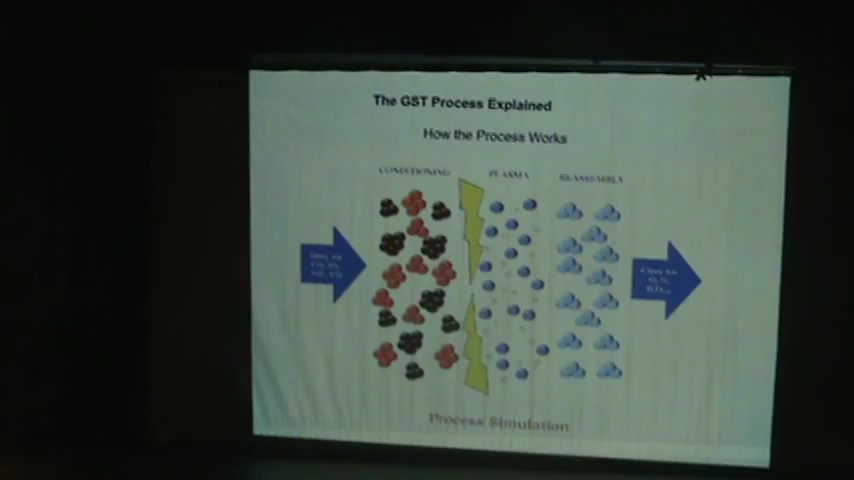 The GST Process Explained
How the Process Works
CONDITIONING PLASMA REASSEMBLY
Process Simulation